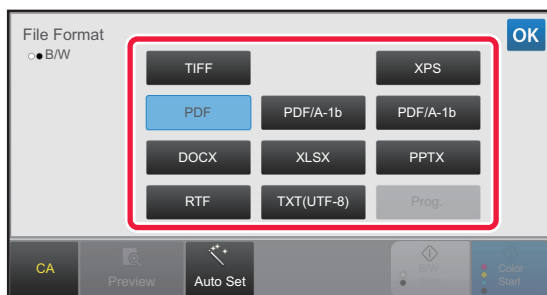 File Format
OK
B/W
TIFF
XPS
PDF
PDF/A-1b
PDF/A-1b
DOCX
XLSX
PPTX
RTF
TXT(UTF-8)
Prog.
CA
Preview
Auto Set
B/W
Start
Color
Start